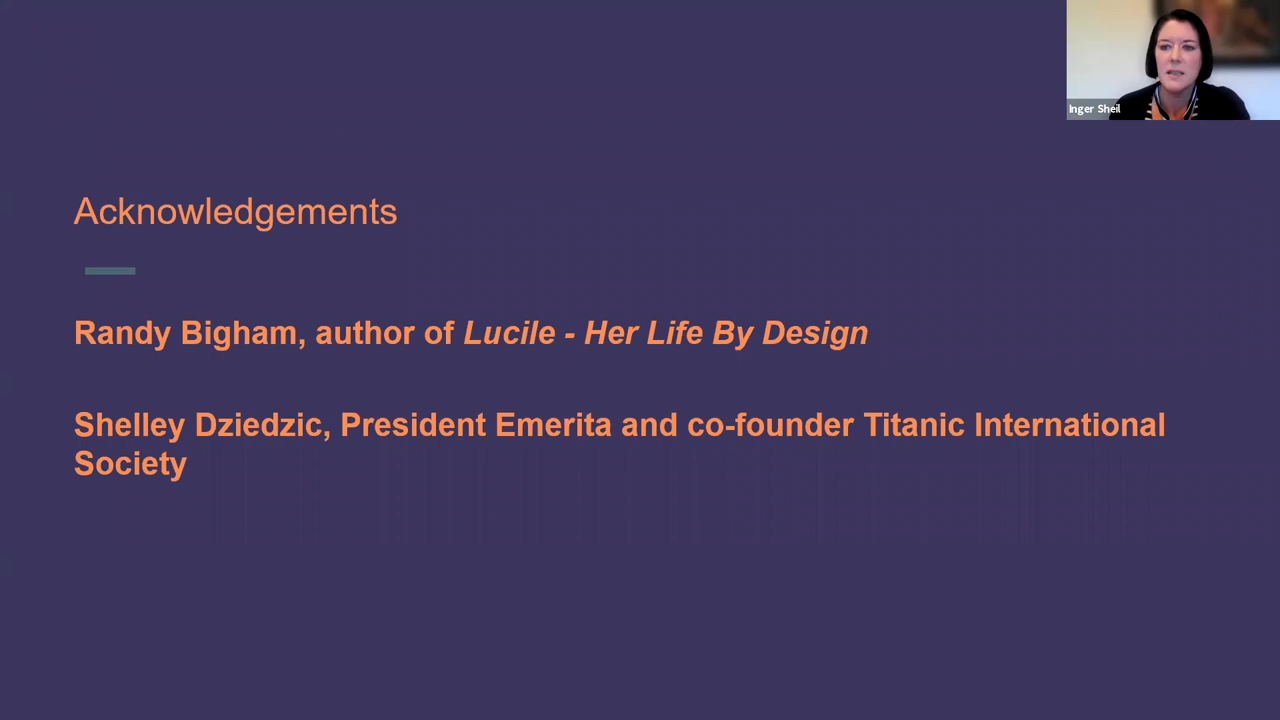 Inger Sheil
Acknowledgements
Randy Bigham, author of Lucile - Her Life By Design
Shelley Dziedzic, President Emerita and co-founder Titanic International
Society